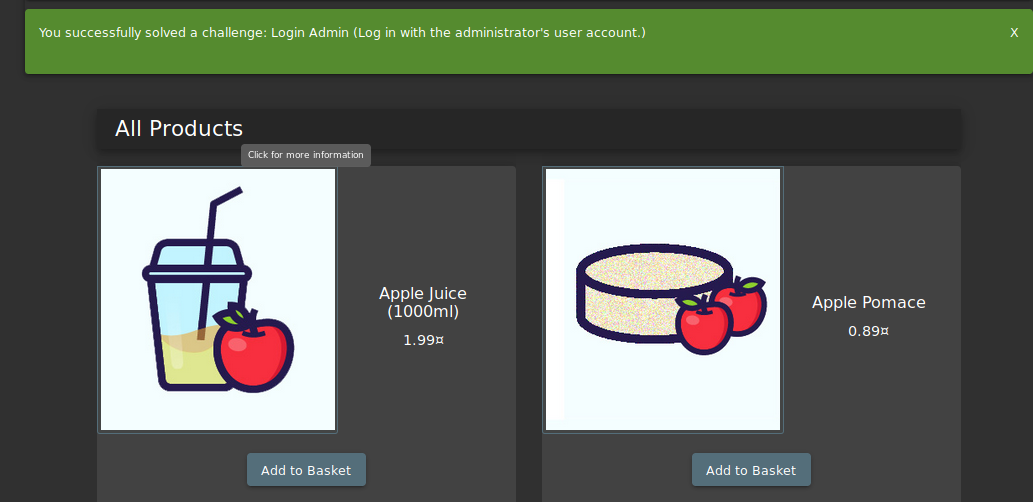 You successfully solved a challenge: Login Admin (Log in with the administrator's user account.)
X
All Products
Click for more information
Apple Juice
(1000ml)
1.99¤
Apple Pomace
0.89¤
Add to Basket
Add to Basket